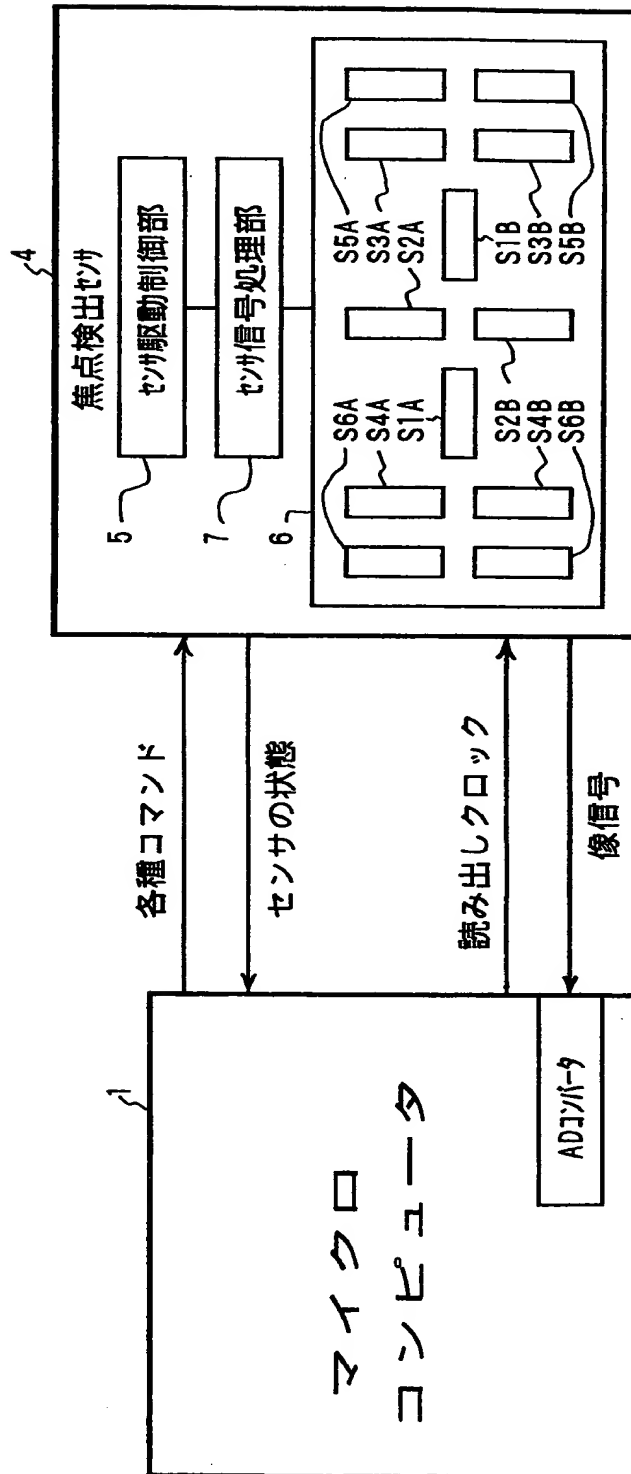 1
マイクロ
コンピュータ
ADコンバータ
各種コマンド
センサの状態
読み出しクロック
像信号
4
焦点検出センサ
5
センサ駆動制御部
7
センサ信号処理部
6
S6A
S4A
S1A
S5A
S3A
S2A
S2B
S4B
S6B
S1B
S3B
S5B